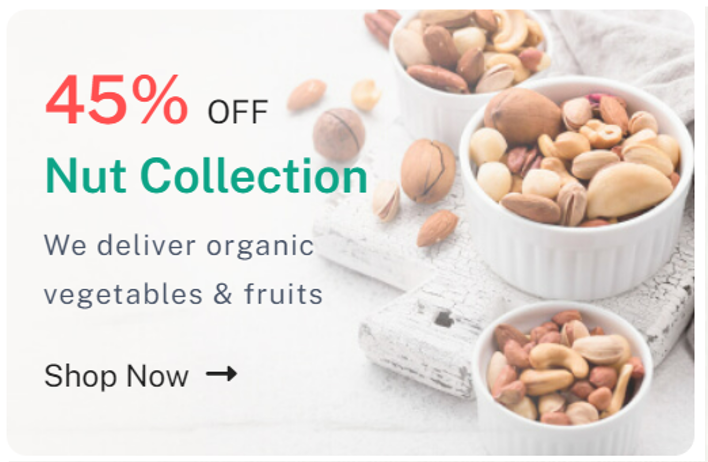 45% OFF
Nut Collection
We deliver organic
vegetables & fruits
Shop Now →